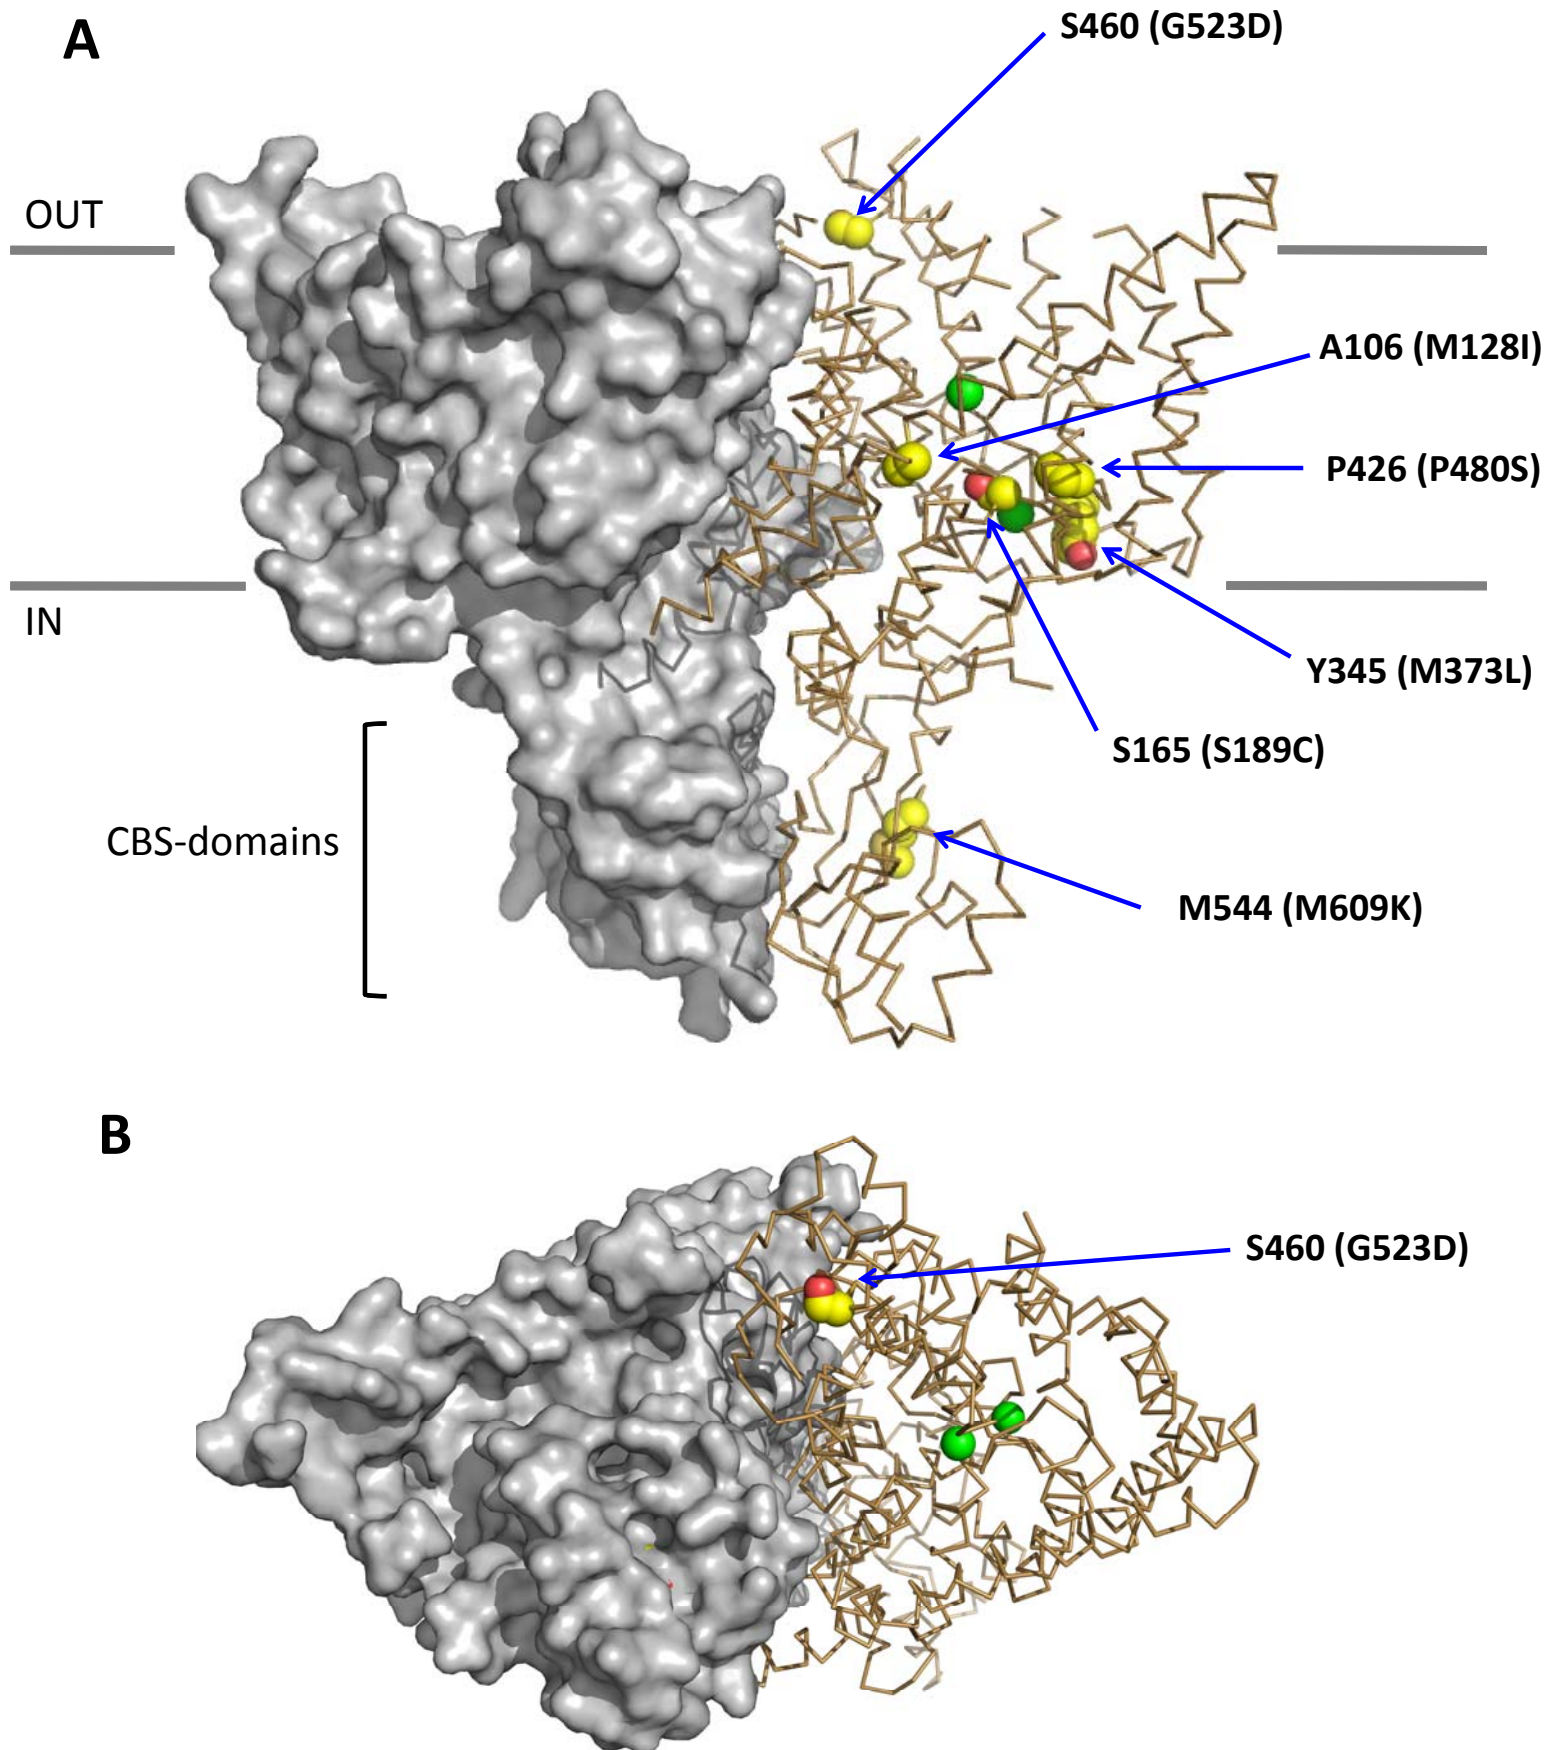 A
S460 (G523D)
OUT
A106 (M128I)
P426 (P480S)
IN
Y345 (M373L)
S165 (S189C)
CBS-domains
M544 (M609K)
B
S460 (G523D)